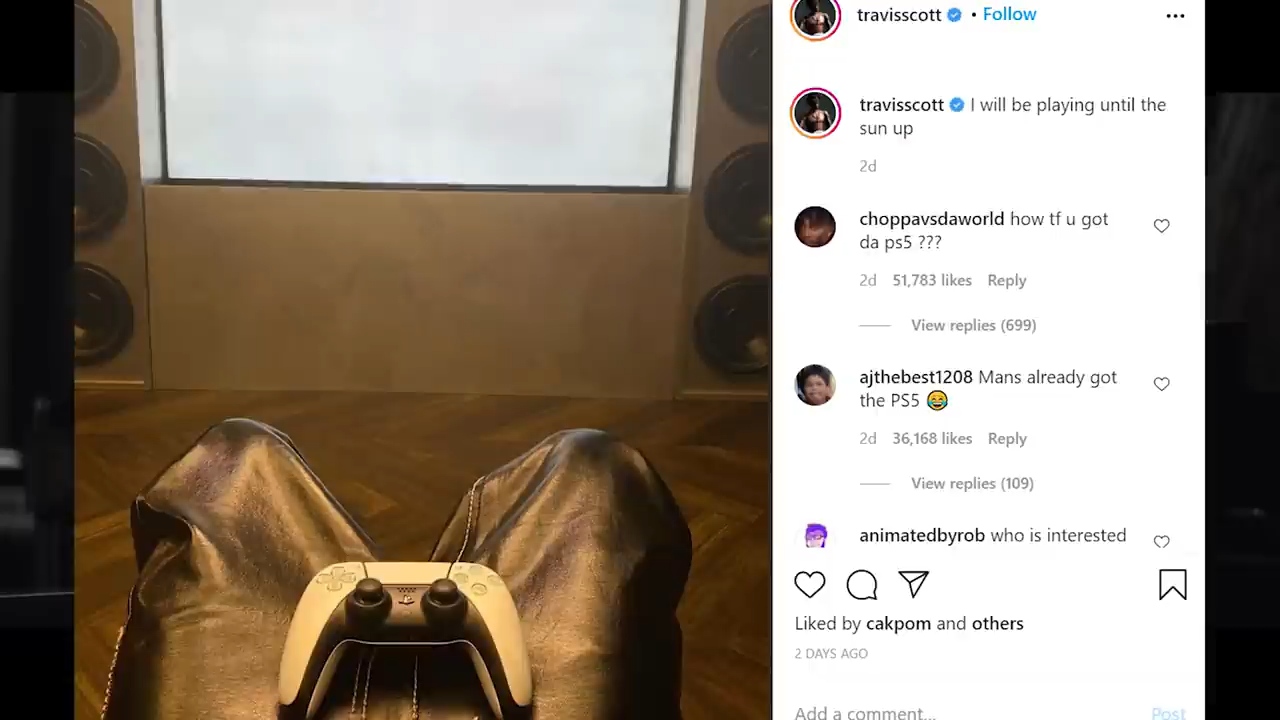 travisscott • Follow
travisscott I will be playing until the
sun up
2d
choppavsdaworld how tf u got
da ps5 ???
2d 51,783 likes Reply
View replies (699)
ajthebest1208 Mans already got
the PS5 😂
2d 36,168 likes Reply
View replies (109)
animatedbyrob who is interested
Liked by cakpom and others
2 DAYS AGO
Add a comment... Post